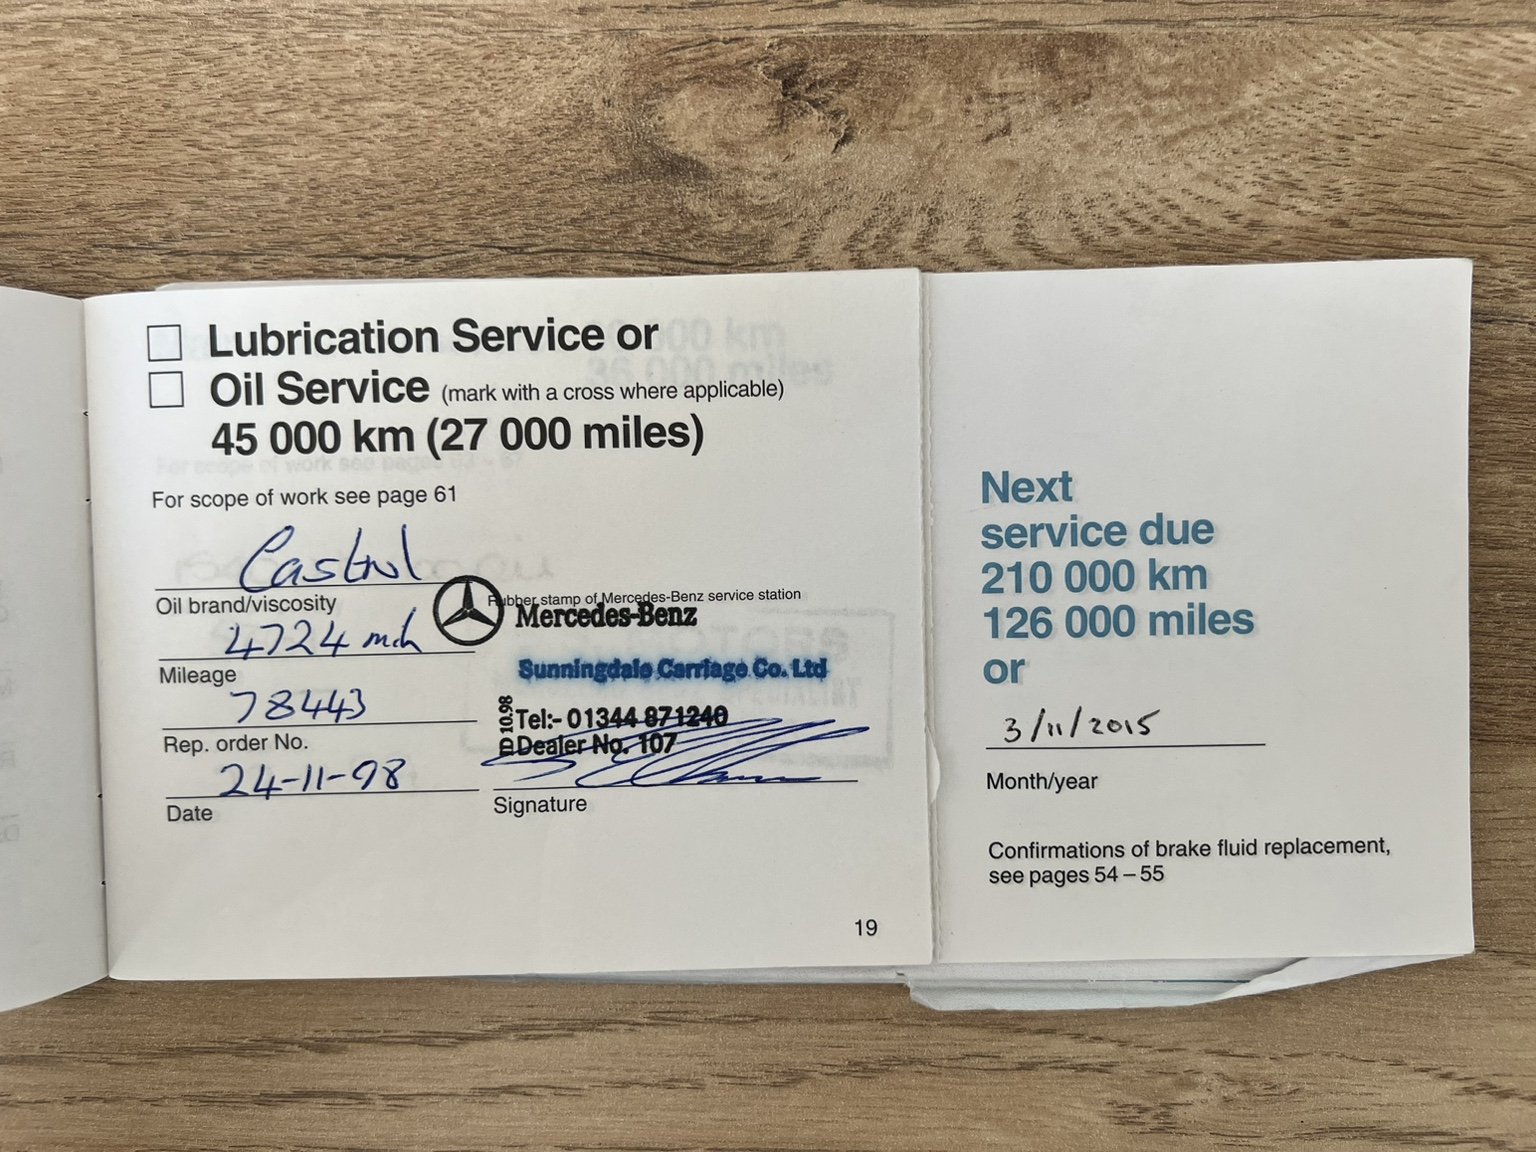 Lubrication Service or
Oil Service (mark with a cross where applicable)
45 000 km (27 000 miles)
For scope of work see page 61
Castrol
Oil brand/viscosity
Rubber stamp of Mercedes-Benz service station
Mercedes-Benz
4724
Mileage
Sunningdale Carriage Co. Ltd
78443
Rep. order No.
ID 10.98
Tel:- 01344 871240
Dealer No. 107
24-11-98
Date
Signature
19
Next
service due
210 000 km
126 000 miles
or
3/11/2015
Month/year
Confirmations of brake fluid replacement,
see pages 54 – 55